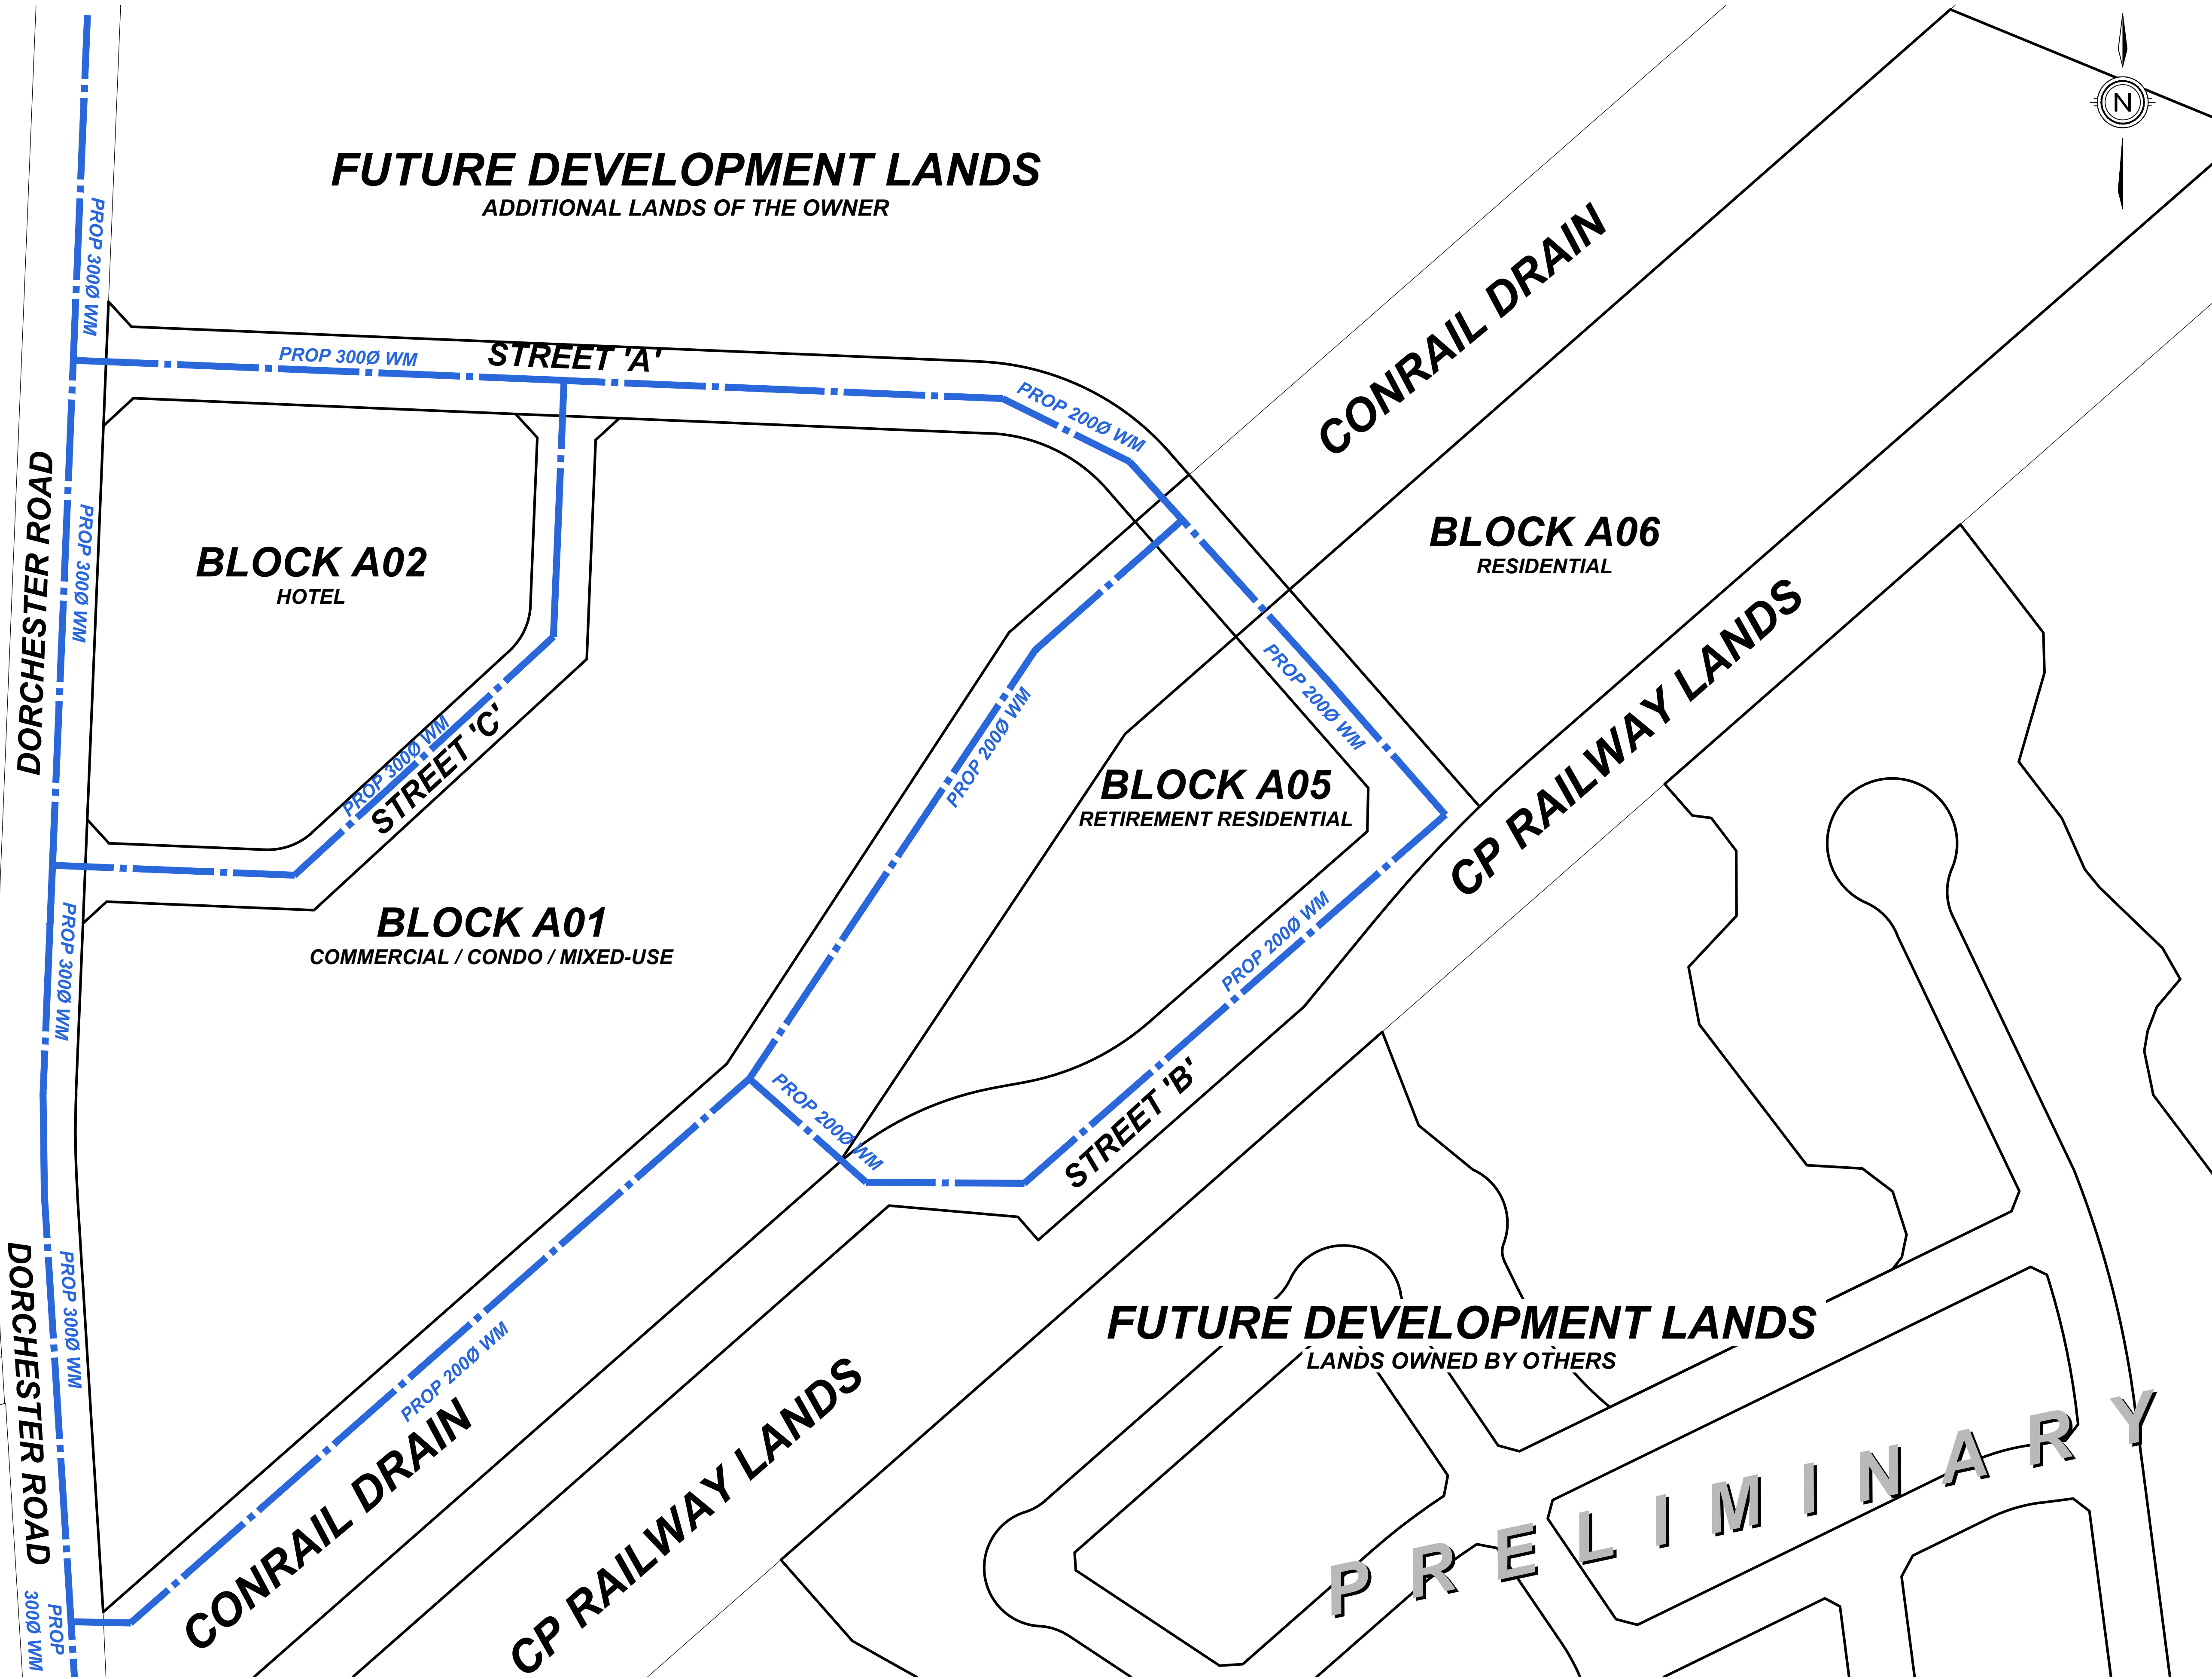 N
FUTURE DEVELOPMENT LANDS
ADDITIONAL LANDS OF THE OWNER
PROP 300Ø WM
PROP 300Ø WM
STREET 'A'
PROP 200Ø WM
CONRAIL DRAIN
DORCHESTER ROAD
PROP 300Ø WM
BLOCK A02
HOTEL
BLOCK A06
RESIDENTIAL
PROP 200Ø WM
CP RAILWAY LANDS
PROP 300Ø WM
STREET 'C'
PROP 200Ø WM
BLOCK A05
RETIREMENT RESIDENTIAL
PROP 300Ø WM
BLOCK A01
COMMERCIAL / CONDO / MIXED-USE
PROP 200Ø WM
PROP 200Ø WM
STREET 'B'
DORCHESTER ROAD
PROP 300Ø WM
PROP 200Ø WM
CONRAIL DRAIN
CP RAILWAY LANDS
FUTURE DEVELOPMENT LANDS
LANDS OWNED BY OTHERS
PROP
300Ø WM
PRELIMINARY